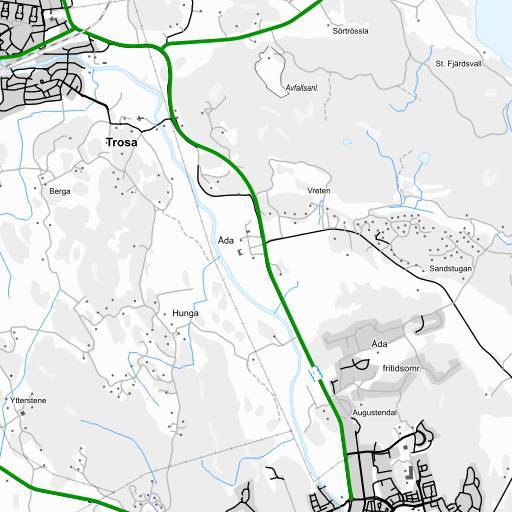 Sörtrössla
St. Fjärdsvall
Avfallsanl.
Trosa
Berga
Vreten
Åda
Sandstugan
Hunga
Åda
fritidsomr.
Ytterstene
Augustendal